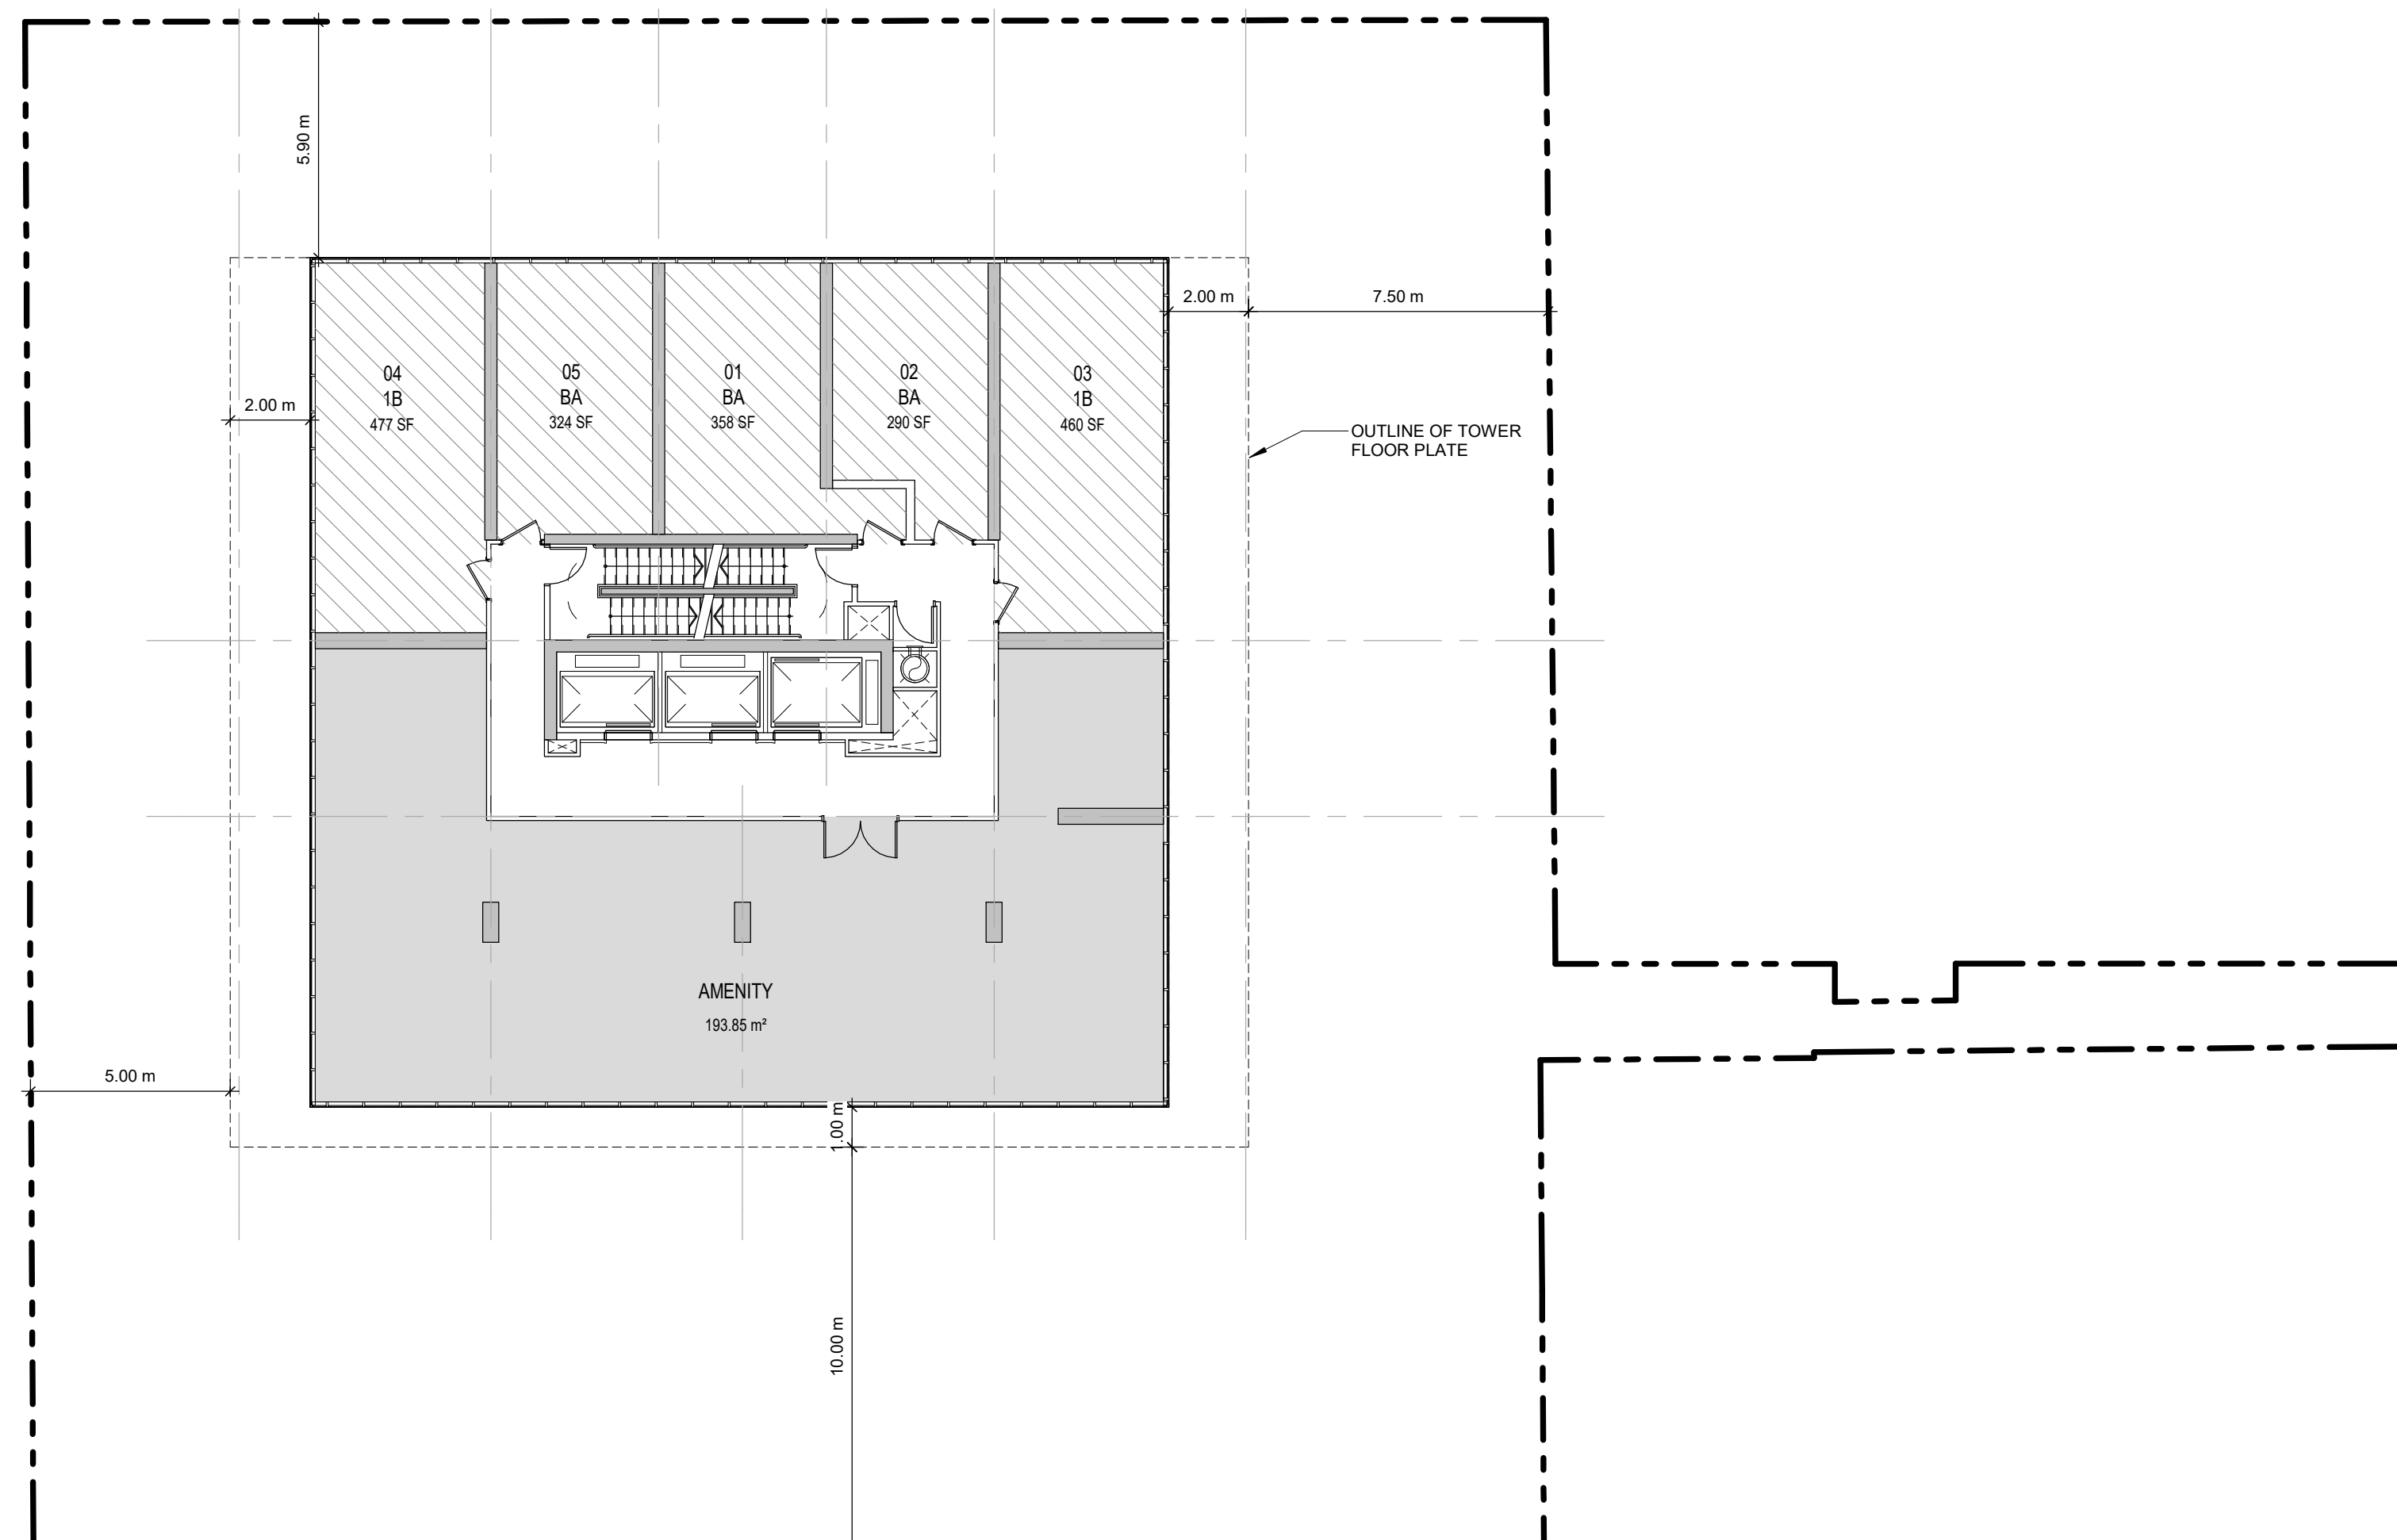 5.90 m
2.00 m
7.50 m
04
1B
477 SF
05
BA
324 SF
01
BA
358 SF
02
BA
290 SF
03
1B
460 SF
2.00 m
OUTLINE OF TOWER
FLOOR PLATE
AMENITY
193.85 m²
5.00 m
1.00 m
10.00 m